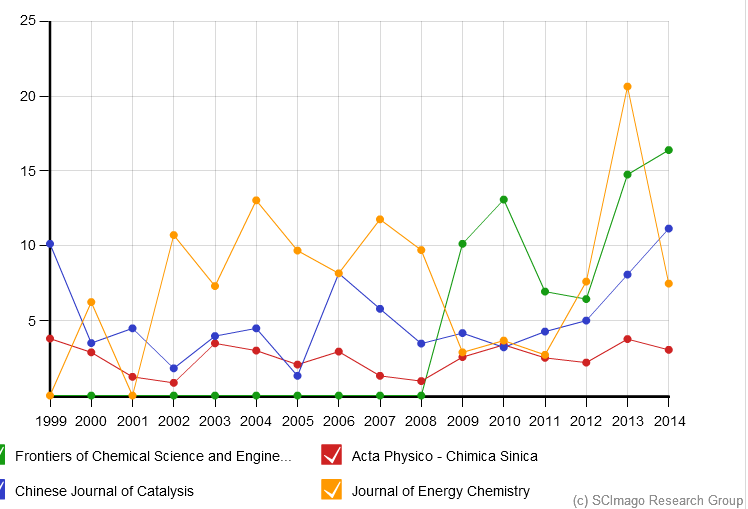 25
20
15
10
5
1999 2000 2001 2002 2003 2004 2005 2006 2007 2008 2009 2010 2011 2012 2013 2014
Frontiers of Chemical Science and Engine... Acta Physico - Chimica Sinica
Chinese Journal of Catalysis Journal of Energy Chemistry
(c) SCImago Research Group